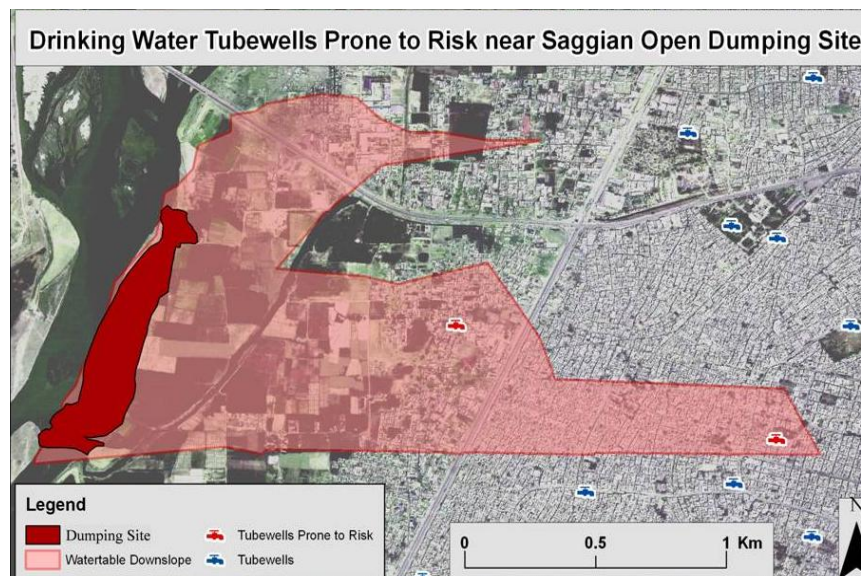 Drinking Water Tubewells Prone to Risk near Saggian Open Dumping Site
Legend
Dumping Site
Tubewells Prone to Risk
Watertable Downslope
Tubewells
0 0.5 1 Km
N